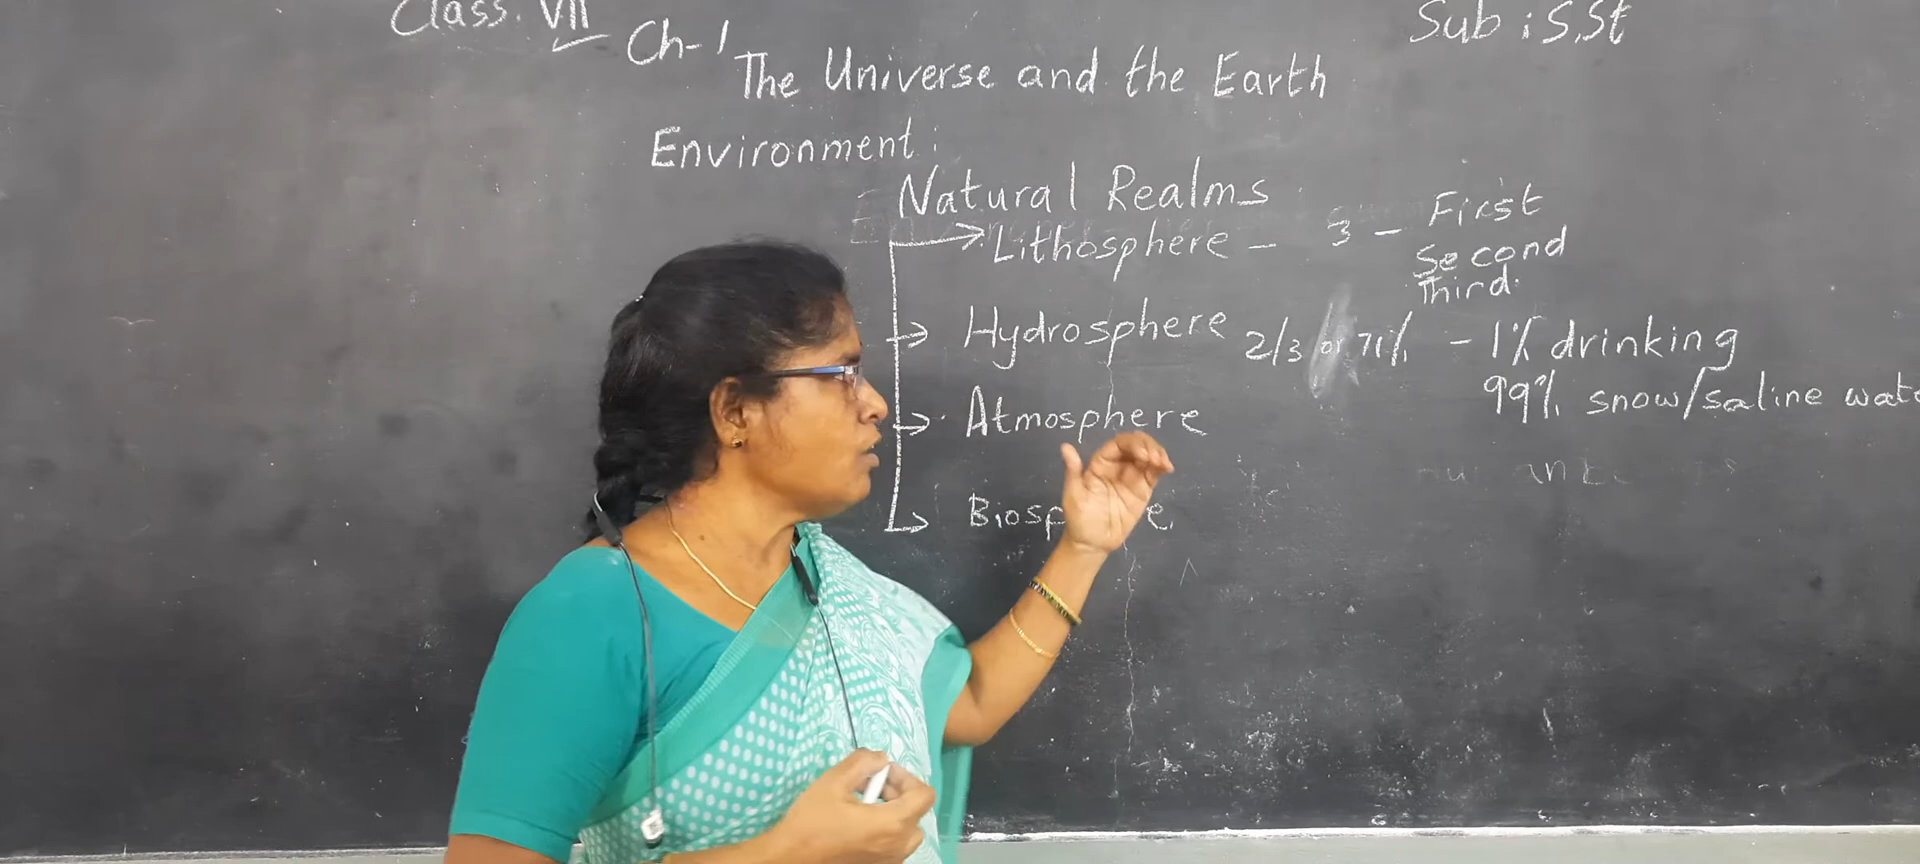 Class. VII
Sub : S.St
Ch-1
The Universe and the Earth
Environment :
Natural Realms
Lithosphere - 3 - First
Second
Third.
Hydrosphere 2/3 or 71% - 1% drinking
99% snow/saline
Atmosphere